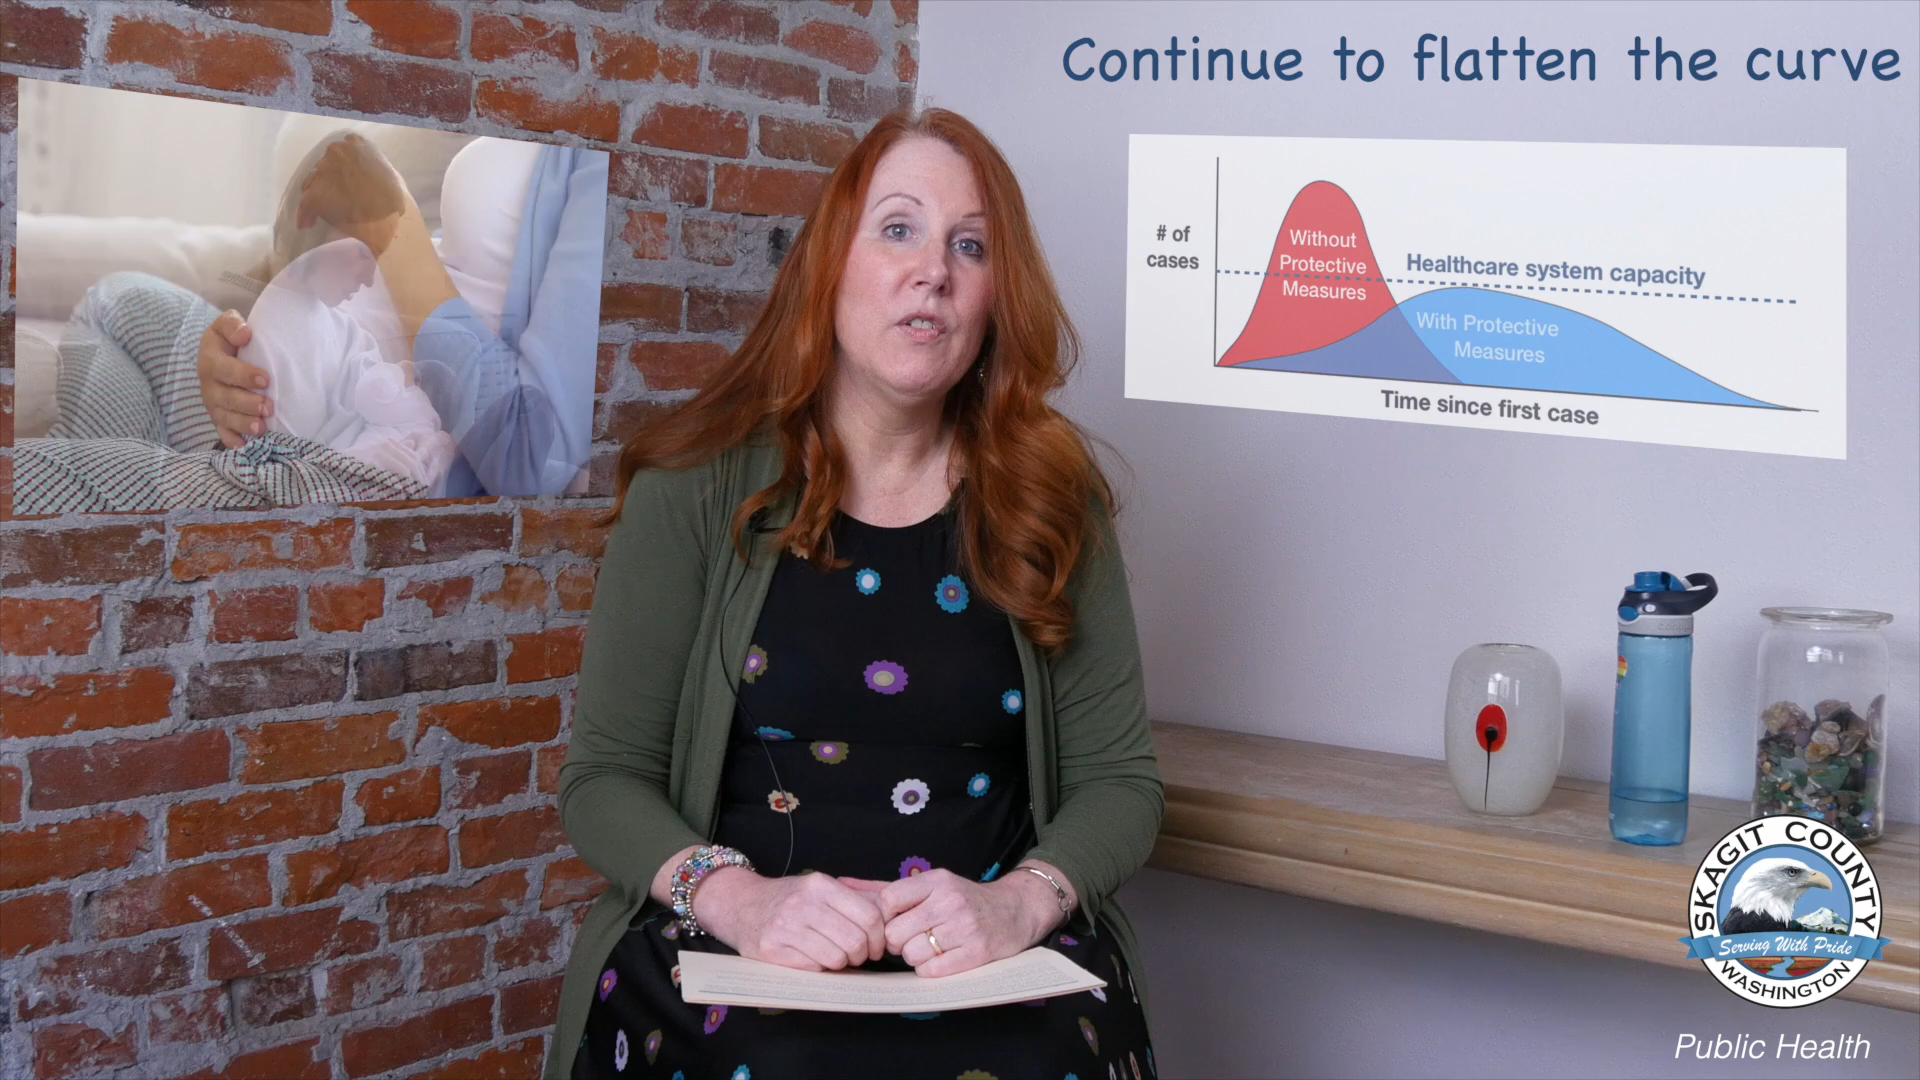 Continue to flatten the curve
# of
cases
Without
Protective
Measures
Healthcare system capacity
With Protective
Measures
Time since first case
SKAGIT COUNTY
Serving With Pride
WASHINGTON
Public Health